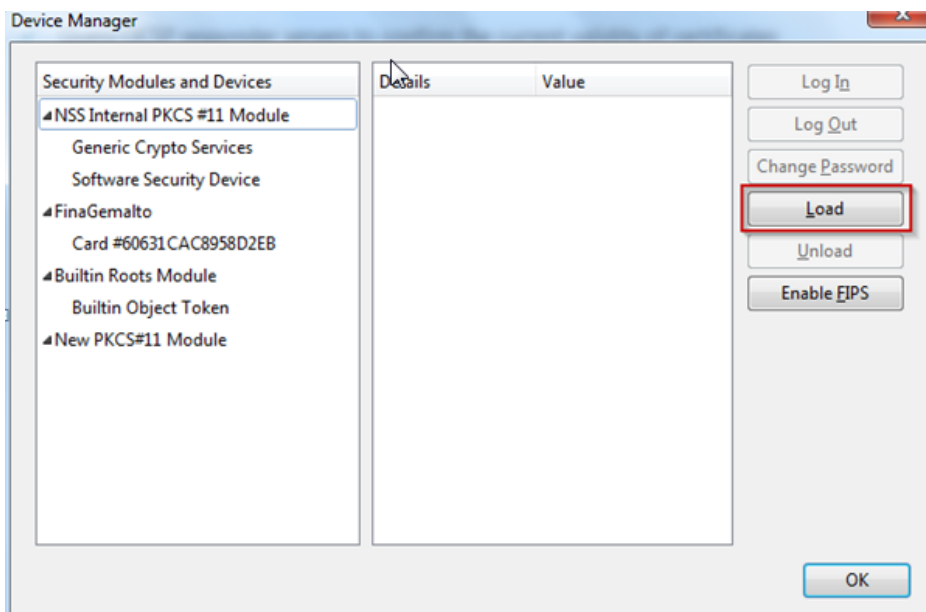 Device Manager
Security Modules and Devices
NSS Internal PKCS #11 Module
Generic Crypto Services
Software Security Device
FinaGemalto
Card #60631CAC8958D2EB
Builtin Roots Module
Builtin Object Token
New PKCS#11 Module
Details Value
Log In
Log Out
Change Password
Load
Unload
Enable FIPS
OK